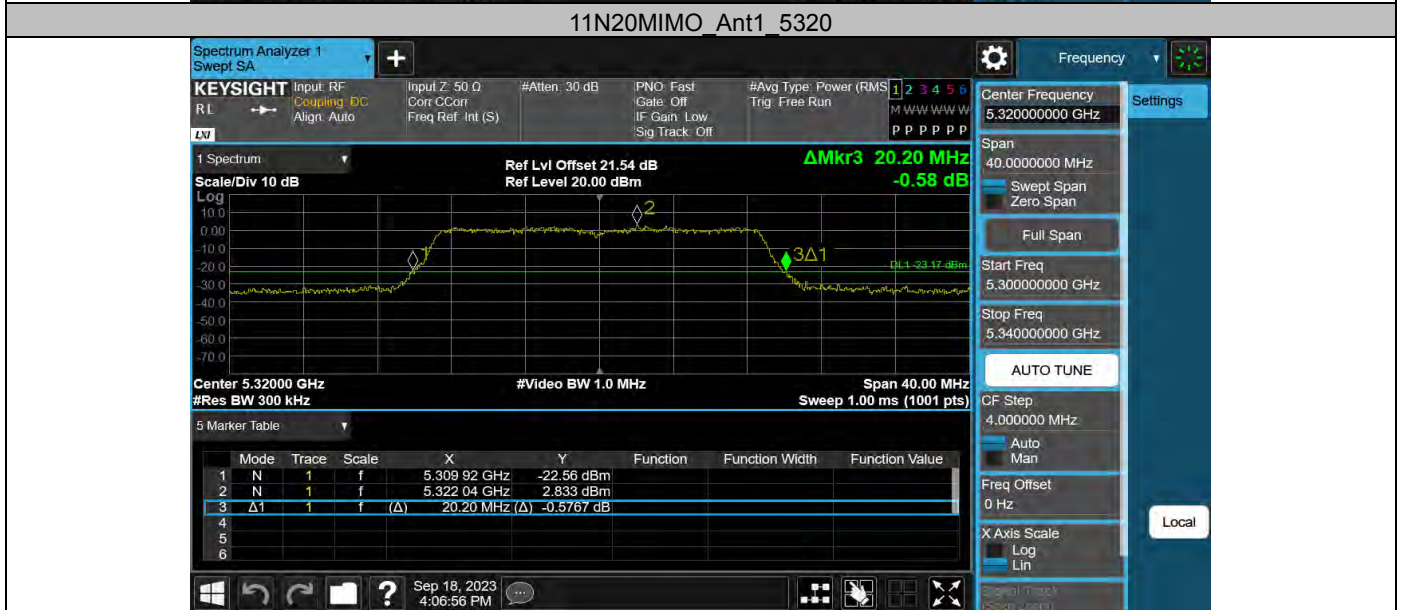 11N20MIMO_Ant1_5320
Spectrum Analyzer 1
Swept SA
+
Frequency
KEYSIGHT
RL
LXI
Input: RF
Coupling: DC
Align: Auto
Input Z: 50 Ω
Corr CCorr
Freq Ref: Int (S)
#Atten: 30 dB
PNO: Fast
Gate: Off
IF Gain: Low
Sig Track: Off
#Avg Type: Power (RMS
Trig: Free Run
1 2 3 4 5 6
M W W W W W
P P P P P P
1 Spectrum
Scale/Div 10 dB
Ref Lvl Offset 21.54 dB
Ref Level 20.00 dBm
ΔMkr3 20.20 MHz
-0.58 dB
Log
10.0
0.00
-10.0
-20.0
-30.0
-40.0
-50.0
-60.0
-70.0
1
2
3Δ1
DL1 -23.17 dBm
Center 5.32000 GHz
#Video BW 1.0 MHz
Span 40.00 MHz
#Res BW 300 kHz
Sweep 1.00 ms (1001 pts)
5 Marker Table
Mode Trace Scale X Y Function Function Width Function Value
1 N 1 f 5.309 92 GHz -22.56 dBm
2 N 1 f 5.322 04 GHz 2.833 dBm
3 Δ1 1 f (Δ) 20.20 MHz (Δ) -0.5767 dB
4
5
6
?
Sep 18, 2023
4:06:56 PM
Center Frequency
5.320000000 GHz
Span
40.0000000 MHz
Swept Span
Zero Span
Full Span
Start Freq
5.300000000 GHz
Stop Freq
5.340000000 GHz
AUTO TUNE
CF Step
4.000000 MHz
Auto
Man
Freq Offset
0 Hz
X Axis Scale
Log
Lin
Settings
Local